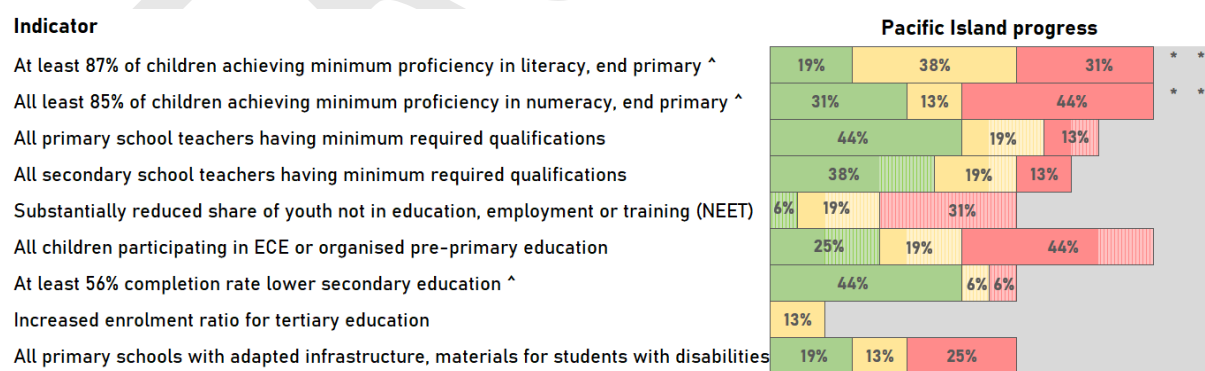 Indicator Pacific Island progress
At least 87% of children achieving minimum proficiency in literacy, end primary ^ 19% 38% 31% * *
All least 85% of children achieving minimum proficiency in numeracy, end primary ^ 31% 13% 44% * *
All primary school teachers having minimum required qualifications 44% 19% 13%
All secondary school teachers having minimum required qualifications 38% 19% 13%
Substantially reduced share of youth not in education, employment or training (NEET) 6% 19% 31%
All children participating in ECE or organised pre-primary education 25% 19% 44%
At least 56% completion rate lower secondary education ^ 44% 6% 6%
Increased enrolment ratio for tertiary education 13%
All primary schools with adapted infrastructure, materials for students with disabilities 19% 13% 25%